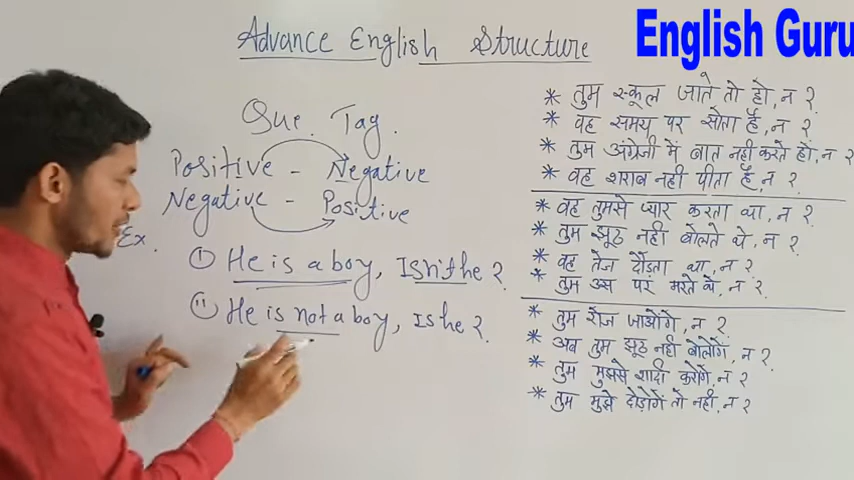 Advance English Structure
English Guru
Que. Tag.
Positive - Negative
Negative - Positive
Ex.
(i) He is a boy, Isn't he ?
(ii) He is not a boy, Is he ?
* तुम स्कूल जाते तो हो, न ?
* वह समय पर सोता है, न ?
* तुम अंग्रेजी में बात नही करते हो, न ?
* वह शराब नही पीता है, न ?
* वह तुमसे प्यार करता था, न ?
* तुम झूठ नही बोलते थे, न ?
* वह तेज दौड़ता था, न ?
* तुम उस पर मरते थे, न ?
* तुम रोज जाओगे, न ?
* अब तुम झूठ नही बोलोगे, न ?
* तुम मुझसे शादी करोगे, न ?
* तुम मुझे दोड़ोगे तो नही, न ?